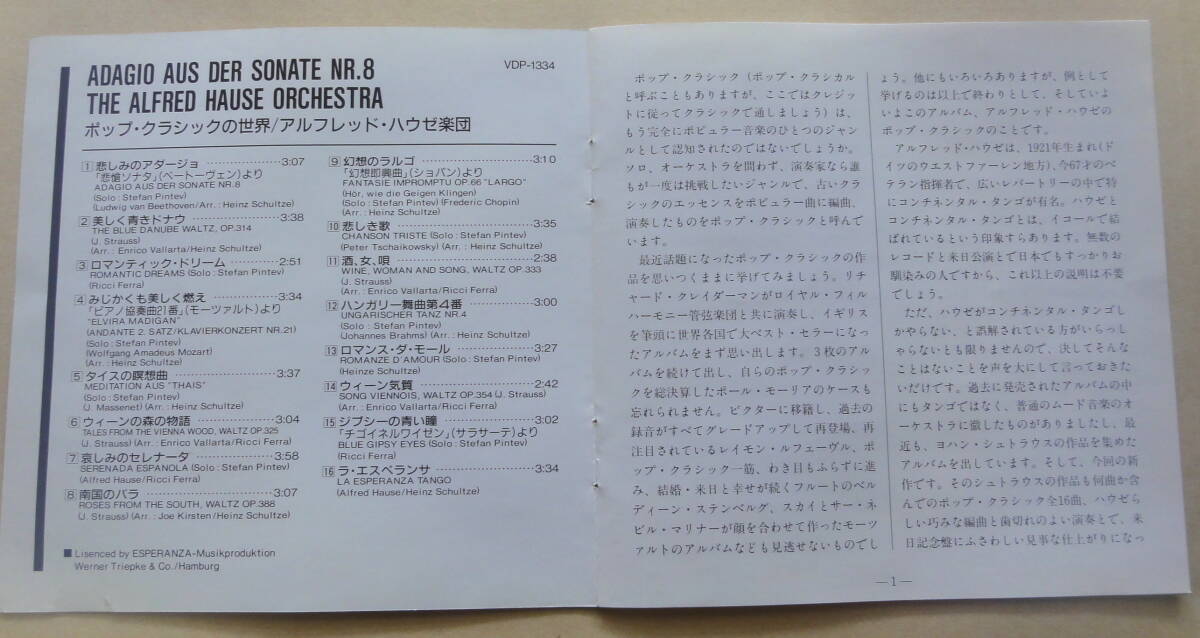 ADAGIO AUS DER SONATE NR.8
THE ALFRED HAUSE ORCHESTRA
VDP-1334
ポップ・クラシックの世界/アルフレッド・ハウゼ楽団
1 悲しみのアダージョ 3:07
「悲愴ソナタ」(ベートーヴェン)より
ADAGIO AUS DER SONATE NR.8
(Solo : Stefan Pintev)
(Ludwig van Beethoven/Arr. : Heinz Schultze)
2 美しく青きドナウ 3:38
THE BLUE DANUBE WALTZ, OP.314
(J. Strauss)
(Arr. : Enrico Vallarta/Heinz Schultze)
3 ロマンティック・ドリーム 2:51
ROMANTIC DREAMS (Solo : Stefan Pintev)
(Ricci Ferra)
4 みじかくも美しく燃え 3:34
「ピアノ協奏曲21番」(モーツァルト)より
"ELVIRA MADIGAN"
(ANDANTE 2. SATZ/KLAVIERKONZERT NR.21)
(Solo : Stefan Pintev)
(Wolfgang Amadeus Mozart)
(Arr. : Heinz Schultze)
5 タイスの瞑想曲 3:37
MEDITATION AUS "THAIS"
(Solo : Stefan Pintev)
(J. Massenet) (Arr. : Heinz Schultze)
6 ウィーンの森の物語 3:04
TALES FROM THE VIENNA WOOD, WALTZ OP.325
(J. Strauss) (Arr. : Enrico Vallarta/Ricci Ferra)
7 哀しみのセレナータ 3:58
SERENADA ESPANOLA (Solo : Stefan Pintev)
(Alfred Hause/Ricci Ferra)
8 南国のバラ 3:07
ROSES FROM THE SOUTH, WALTZ OP.388
(J. Strauss) (Arr. : Joe Kirsten/Heinz Schultze)
9 幻想のラルゴ 3:10
「幻想即興曲」(ショパン)より
FANTASIE IMPROMPTU OP.66 "LARGO"
(Hör, wie die Geigen Klingen)
(Solo : Stefan Pintev) (Frederic Chopin)
(Arr. : Heinz Schultze)
10 悲しき歌 3:35
CHANSON TRISTE (Solo : Stefan Pintev)
(Peter Tschaikowsky) (Arr. : Heinz Schultze)
11 酒、女、唄 2:38
WINE, WOMAN AND SONG, WALTZ OP.333
(J. Strauss)
(Arr. : Enrico Vallarta/Ricci Ferra)
12 ハンガリー舞曲第4番 3:00
UNGARISCHER TANZ NR.4
(Solo : Stefan Pintev)
(Johannes Brahms) (Arr. : Heinz Schultze)
13 ロマンス・ダ・モール 3:27
ROMANZE D'AMOUR (Solo : Stefan Pintev)
(Heinze Schultze)
14 ウィーン気質 2:42
SONG VIENNOIS, WALTZ OP.354 (J. Strauss)
(Arr. : Enrico Vallarta/Ricci Ferra)
15 ジプシーの青い瞳 3:02
「チゴイネルワイゼン」(サラサーテ)より
BLUE GIPSY EYES (Solo : Stefan Pintev)
(Ricci Ferra)
16 ラ・エスペランサ 3:34
LA ESPERANZA TANGO
(Alfred Hause/Heinz Schultze)
Lisenced by ESPERANZA-Musikproduktion
Werner Triepke & Co./Hamburg
ポップ・クラシック(ポップ・クラシカル
と呼ぶこともありますが、ここではクレジッ
トに従ってクラシックで通しましょう)は、
もう完全にポピュラー音楽のひとつのジャン
ルとして認知されたのではないでしょうか。
ソロ、オーケストラを問わず、演奏家なら誰
もが一度は挑戦したいジャンルで、古いクラ
シックのエッセンスをポピュラー曲に編曲、
演奏したものをポップ・クラシックと呼んで
います。
最近話題になったポップ・クラシックの作
品を思いつくままに挙げてみましょう。リチ
ャード・クレイダーマンがロイヤル・フィル
ハーモニー管弦楽団と共に演奏し、イギリス
を筆頭に世界各国で大ベスト・セラーになっ
たアルバムをまず思い出します。3枚のアル
バムを続けて出し、自らのポップ・クラシッ
クを総決算したポール・モーリアのケースも
忘れられません。ビクターに移籍し、過去の
録音がすべてグレードアップして再登場、再
注目されているレイモン・ルフェーヴル、ポ
ップ・クラシック一筋、わき目もふらずに進
み、結婚・来日と幸せが続くフルートのベル
ディーン・ステンベルグ、スカイとサー・ネ
ビル・マリナーが顔を合わせて作ったモーツ
ァルトのアルバムなども見逃せないものでし
ょう。他にもいろいろありますが、例として
挙げるのは以上で終わりとして、そしていよ
いよこのアルバム、アルフレッド・ハウゼの
ポップ・クラシックのことです。
アルフレッド・ハウゼは、1921年生まれ(ド
イツのウエストファーレン地方)、今67才のベ
テラン指揮者で、広いレパートリーの中で特
にコンチネンタル・タンゴが有名。ハウゼと
コンチネンタル・タンゴとは、イコールで結
ばれているという印象すらあります。無数の
レコードと来日公演とで日本でもすっかりお
馴染みの人ですから、これ以上の説明は不要
でしょう。
ただ、ハウゼがコンチネンタル・タンゴし
かやらない、と誤解されている方がいらっし
ゃらないとも限りませんので、決してそんな
ことはないことを声を大にして言っておきた
いだけです。過去に発売されたアルバムの中
にもタンゴではなく、普通のムード音楽のオ
ーケストラに徹したものがありましたし、最
近も、ヨハン・シュトラウスの作品を集めた
アルバムを出しています。そして、今回の新
作です。そのシュトラウスの作品も何曲か含
んでのポップ・クラシック全16曲、ハウゼら
しい巧みな編曲と歯切れのよい演奏とで、来
日記念盤にふさわしい見事な仕上がりになっ
—1—